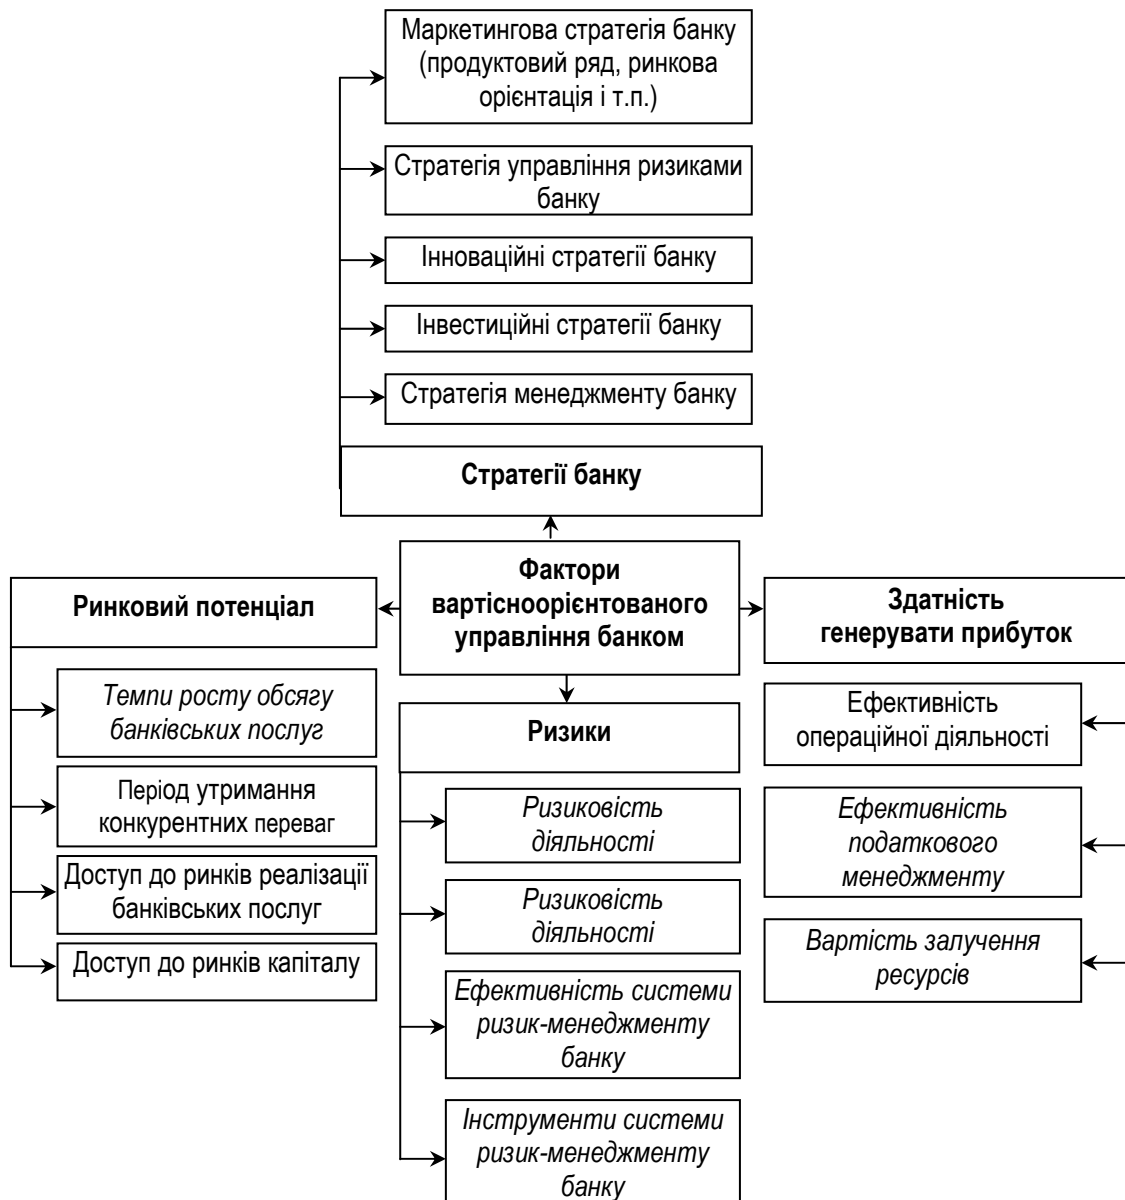 Маркетингова стратегія банку
(продуктовий ряд, ринкова
орієнтація і т.п.)
Стратегія управління ризиками
банку
Інноваційні стратегії банку
Інвестиційні стратегії банку
Стратегія менеджменту банку
Стратегії банку
Фактори
вартісноорієнтованого
управління банком
Ринковий потенціал
Темпи росту обсягу
банківських послуг
Період утримання
конкурентних переваг
Доступ до ринків реалізації
банківських послуг
Доступ до ринків капіталу
Ризики
Ризиковість
діяльності
Ризиковість
діяльності
Ефективність системи
ризик-менеджменту
банку
Інструменти системи
ризик-менеджменту
банку
Здатність
генерувати прибуток
Ефективність
операційної діяльності
Ефективність
податкового
менеджменту
Вартість залучення
ресурсів